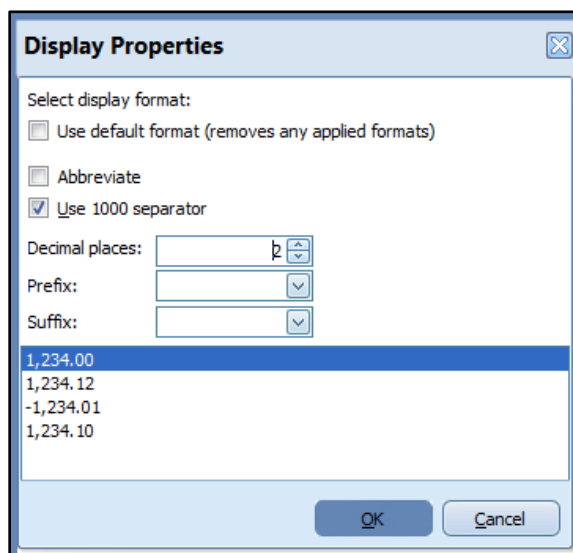 Display Properties
Select display format:
Use default format (removes any applied formats)
Abbreviate
Use 1000 separator
Decimal places: 2
Prefix:
Suffix:
1,234.00
1,234.12
-1,234.01
1,234.10
OK Cancel